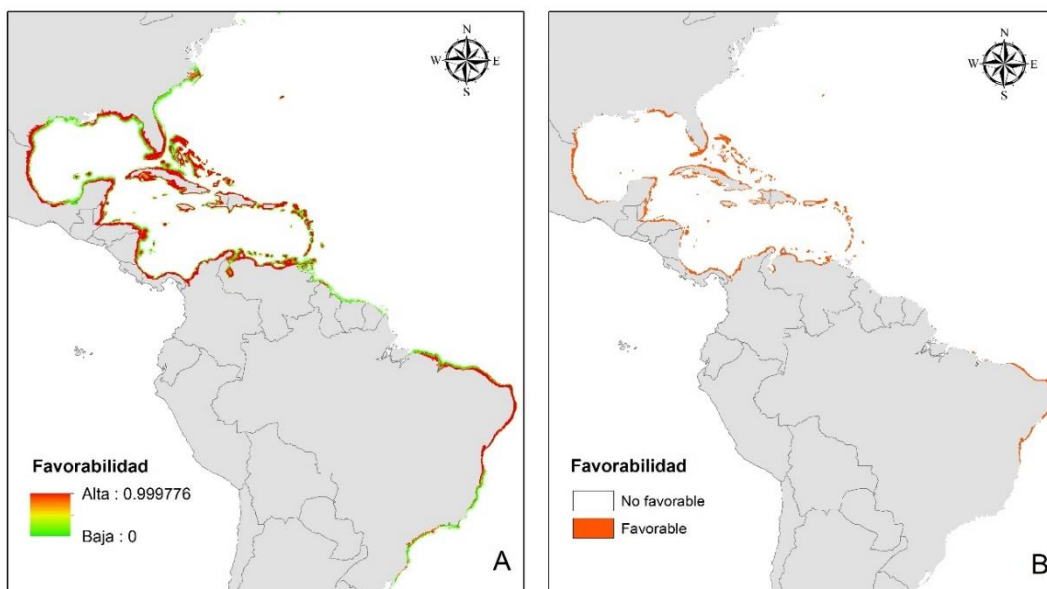 N
W E
S
Favorabilidad
Alta : 0.999776
Baja : 0
A
N
W E
S
Favorabilidad
No favorable
Favorable
B